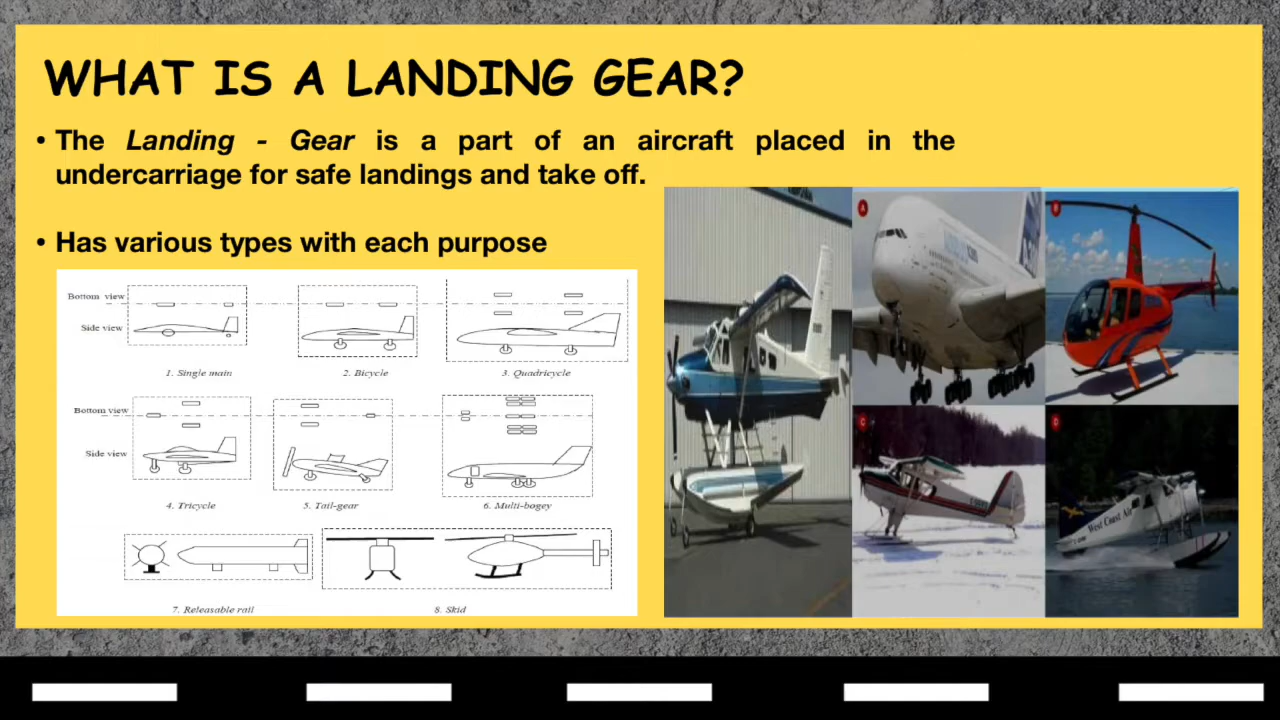 WHAT IS A LANDING GEAR?
• The Landing - Gear is a part of an aircraft placed in the
undercarriage for safe landings and take off.
• Has various types with each purpose
Bottom view
Side view
1. Single main
2. Bicycle
3. Quadricycle
Bottom view
Side view
4. Tricycle
5. Tail-gear
6. Multi-bogey
7. Releasable rail
8. Skid
A
B
C
D
West Coast Air